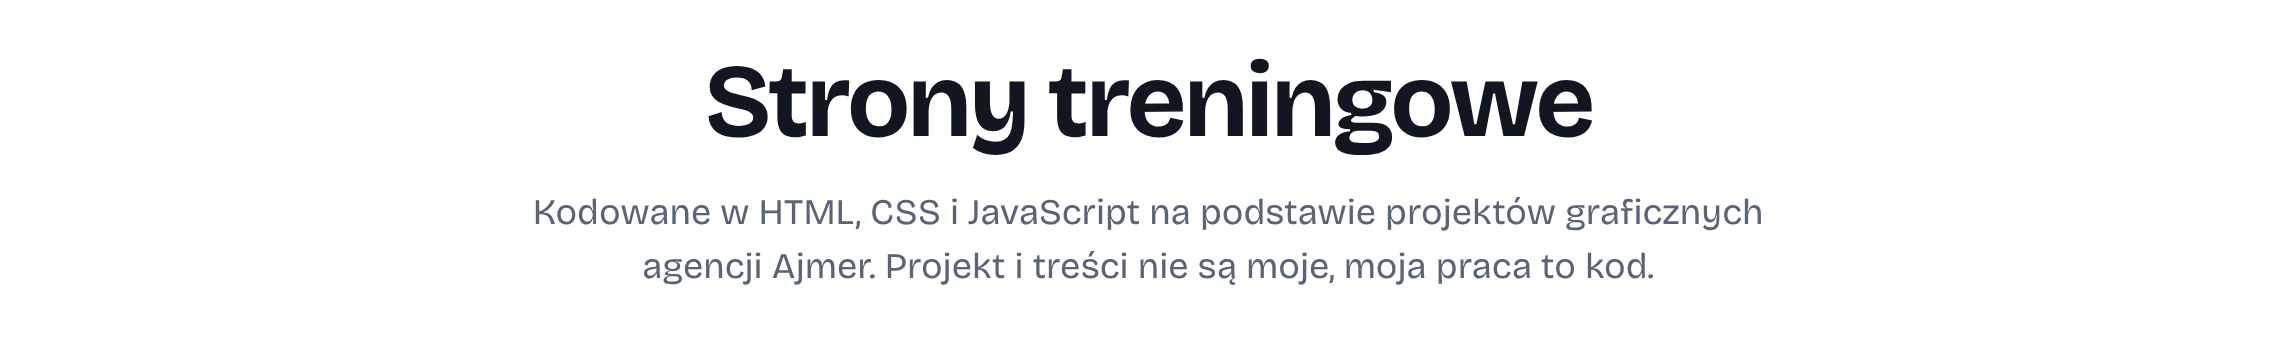 Strony treningowe
Kodowane w HTML, CSS i JavaScript na podstawie projektów graficznych
agencji Ajmer. Projekt i treści nie są moje, moja praca to kod.